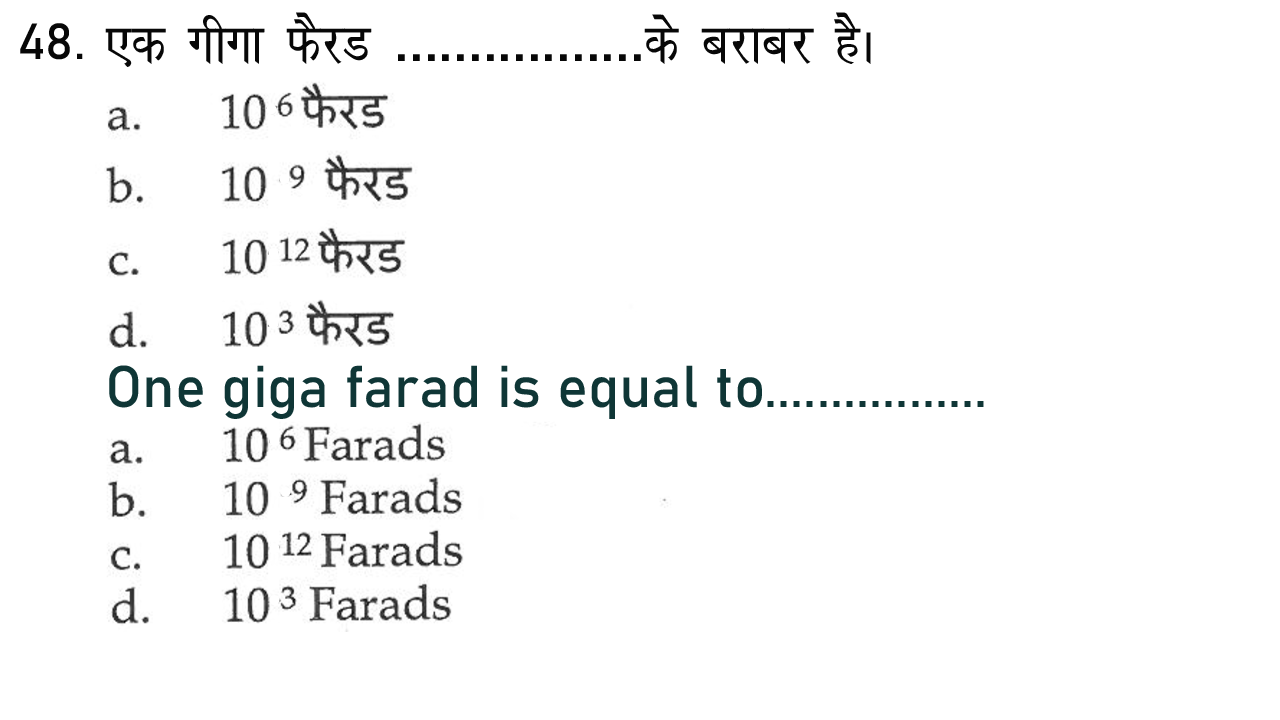 48. एक गीगा फैरड .................के बराबर है।
a. 10 6 फैरड
b. 10 9 फैरड
c. 10 12 फैरड
d. 10 3 फैरड
One giga farad is equal to.................
a. 10 6 Farads
b. 10 9 Farads
c. 10 12 Farads
d. 10 3 Farads